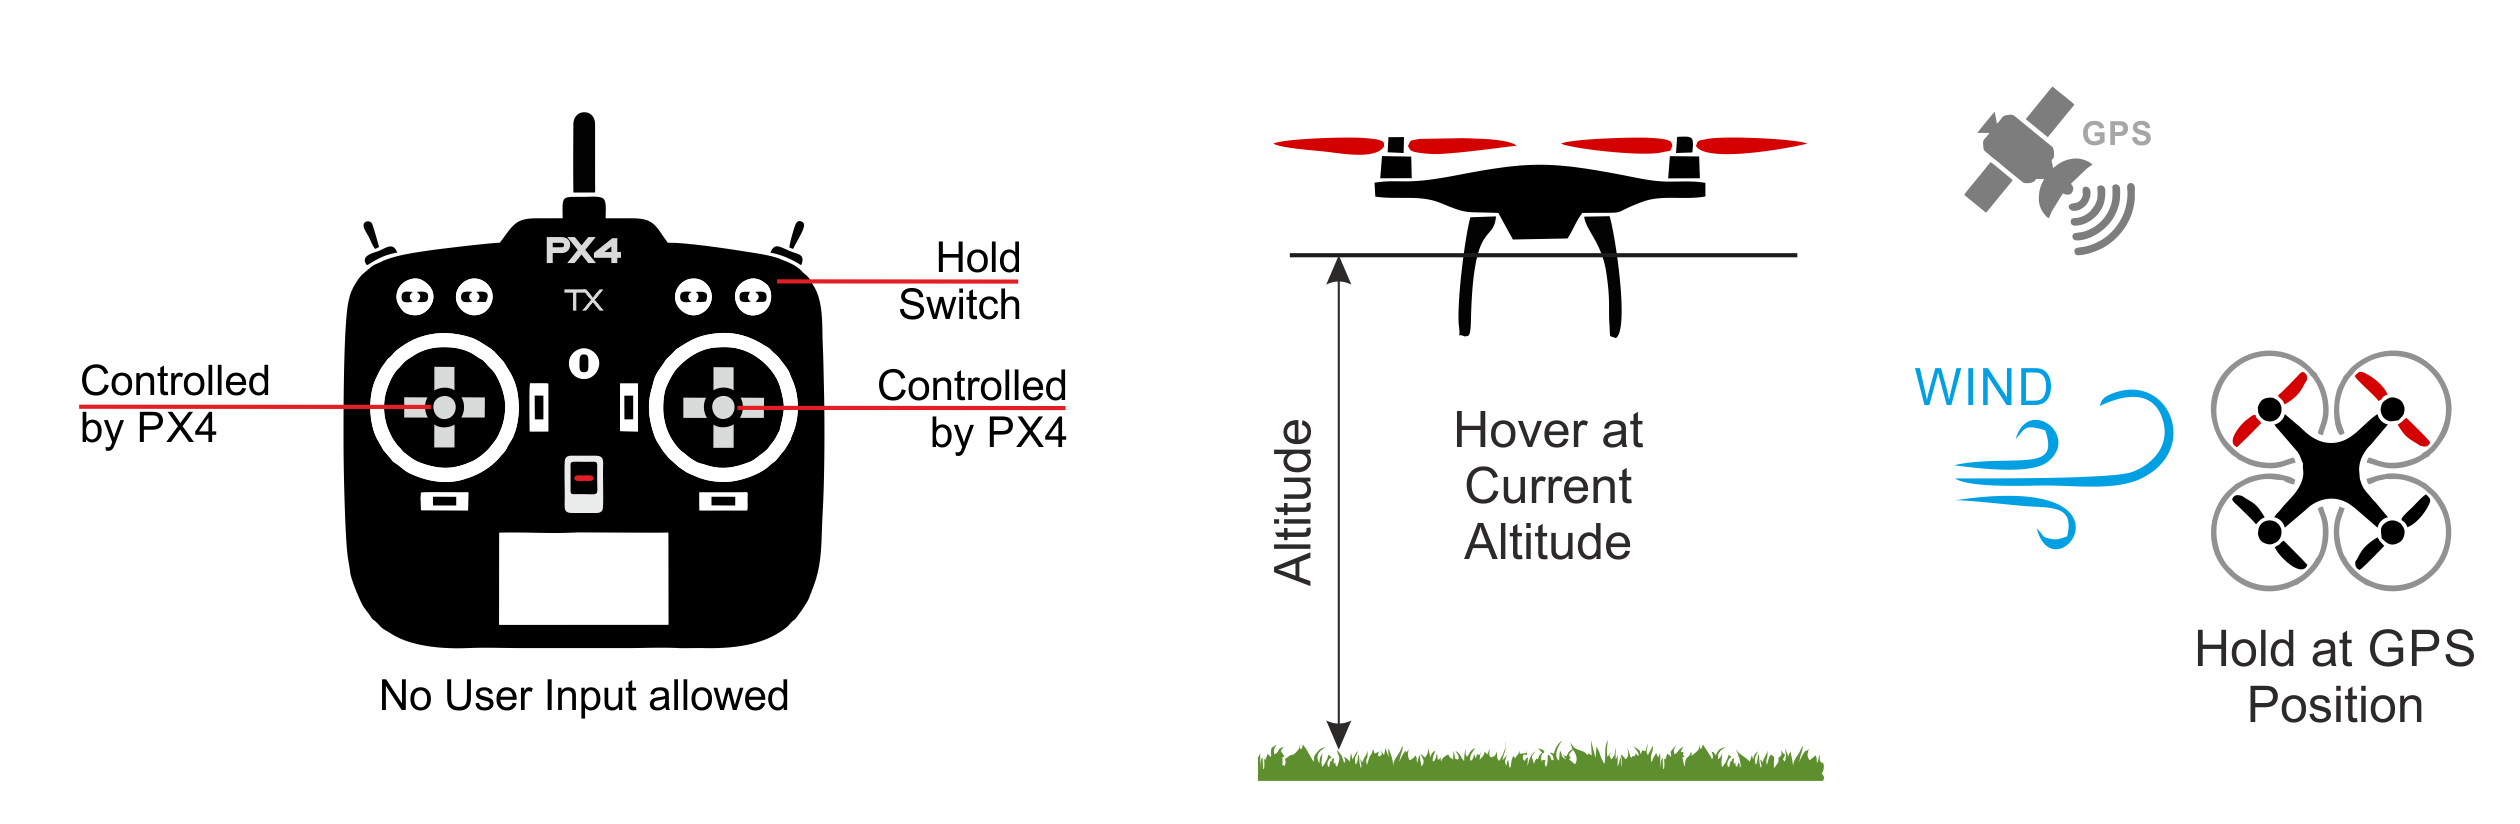 PX4
TX
Hold
Switch
Controlled
by PX4
Controlled
by PX4
No User Input allowed
Altitude
Hover at
Current
Altitude
GPS
WIND
Hold at GPS
Position